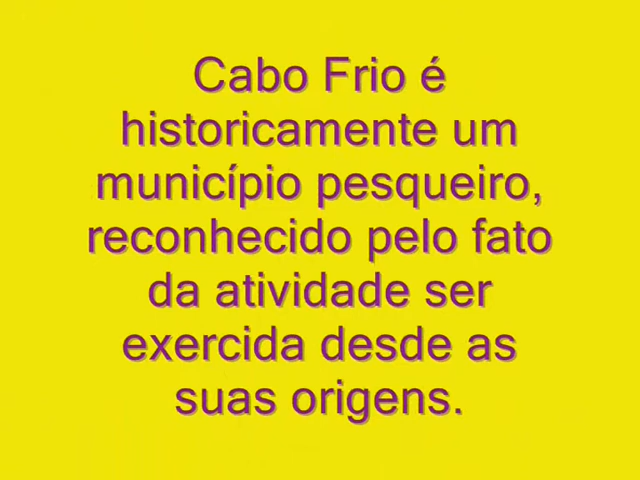 Cabo Frio é
historicamente um
município pesqueiro,
reconhecido pelo fato
da atividade ser
exercida desde as
suas origens.